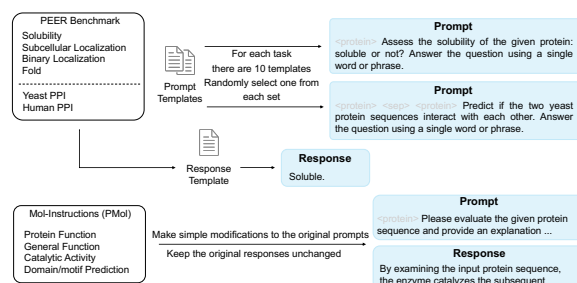 PEER Benchmark
Solubility
Subcellular Localization
Binary Localization
Fold
Yeast PPI
Human PPI
Prompt
Templates
For each task
there are 10 templates
Randomly select one from
each set
Prompt
<protein> Assess the solubility of the given protein:
soluble or not? Answer the question using a single
word or phrase.
Prompt
<protein> <sep> <protein> Predict if the two yeast
protein sequences interact with each other. Answer
the question using a single word or phrase.
Response
Template
Response
Soluble.
Mol-Instructions (PMol)
Protein Function
General Function
Catalytic Activity
Domain/motif Prediction
Make simple modifications to the original prompts
Keep the original responses unchanged
Prompt
<protein> Please evaluate the given protein
sequence and provide an explanation ...
Response
By examining the input protein sequence,
the enzyme catalyzes the subsequent